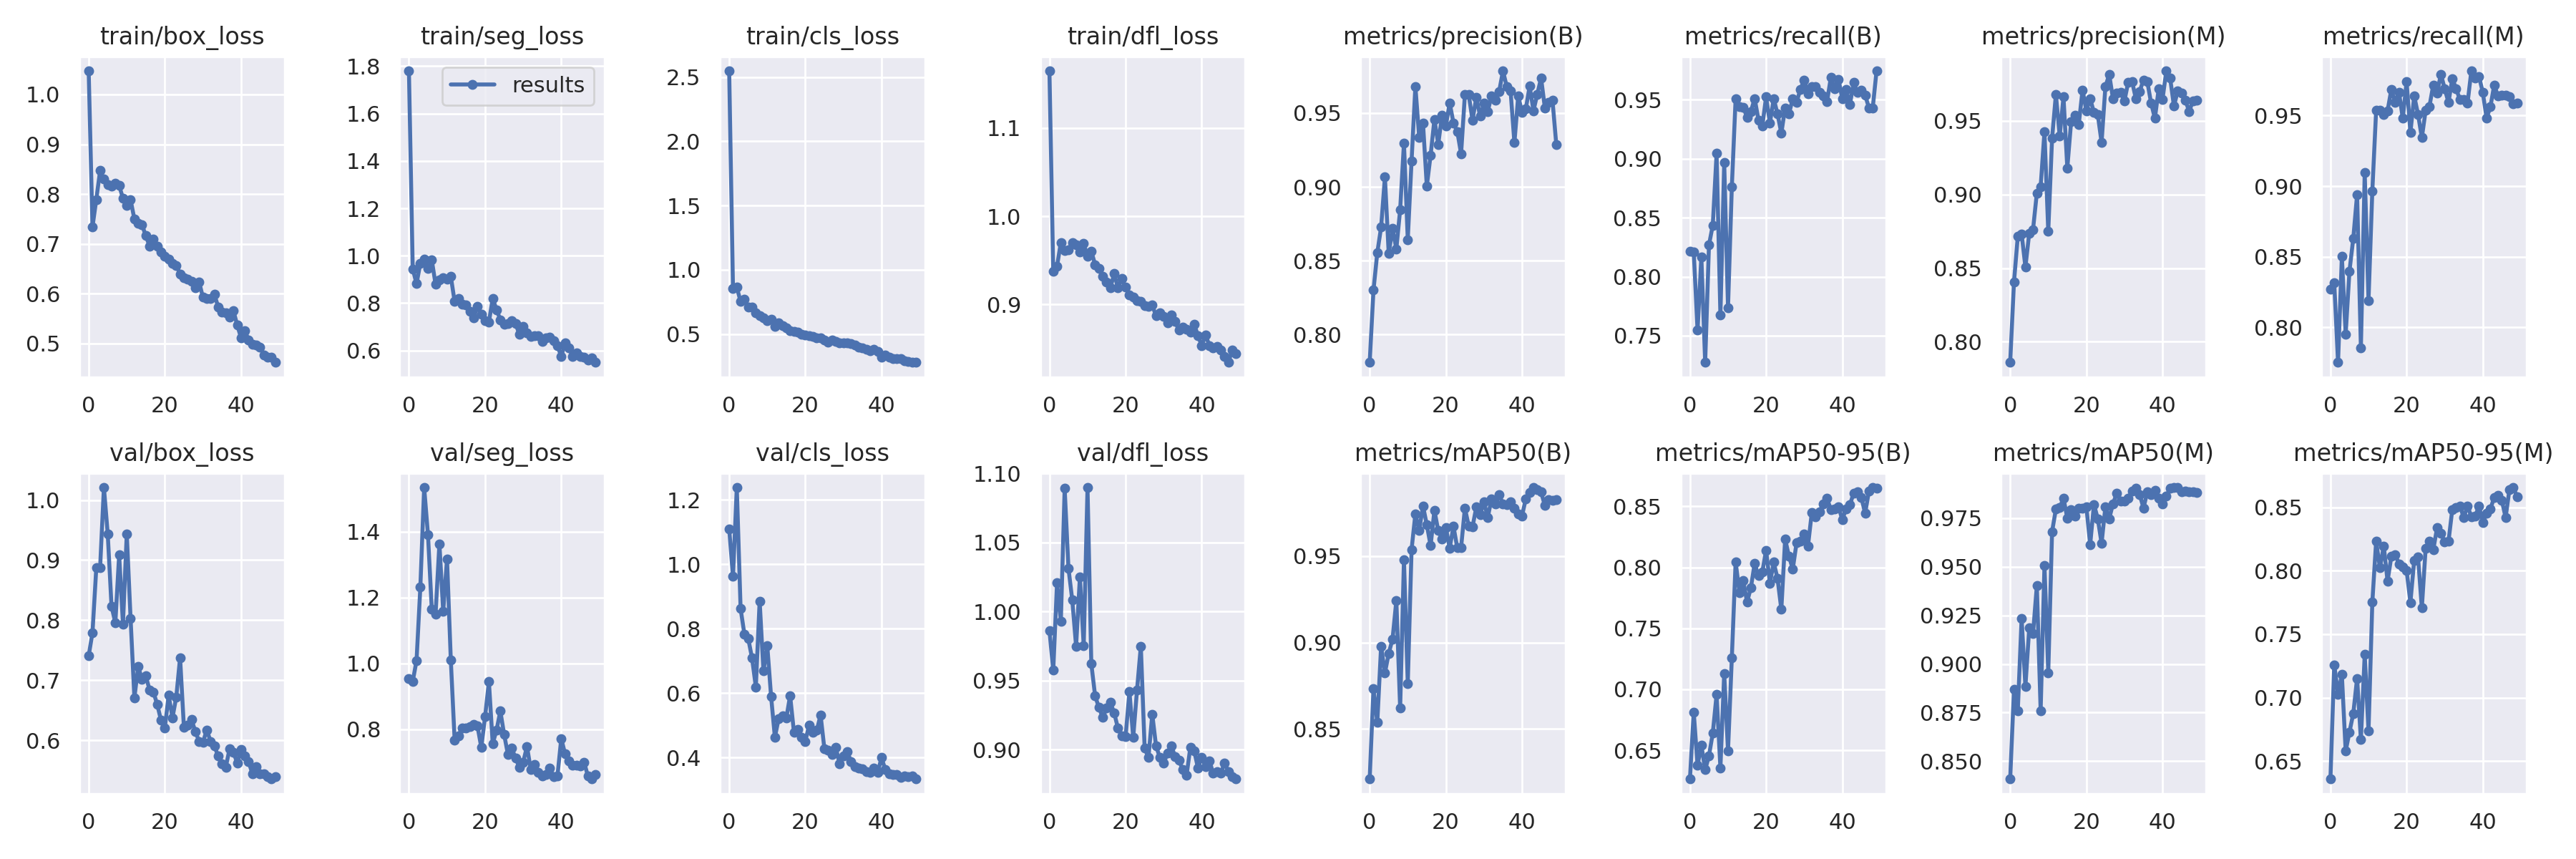 train/box_loss
train/seg_loss
train/cls_loss
train/dfl_loss
metrics/precision(B)
metrics/recall(B)
metrics/precision(M)
metrics/recall(M)
1.0
0.9
0.8
0.7
0.6
0.5
0 20 40
1.8
1.6
1.4
1.2
1.0
0.8
0.6
results
0 20 40
2.5
2.0
1.5
1.0
0.5
0 20 40
1.1
1.0
0.9
0 20 40
0.95
0.90
0.85
0.80
0 20 40
0.95
0.90
0.85
0.80
0.75
0 20 40
0.95
0.90
0.85
0.80
0 20 40
0.95
0.90
0.85
0.80
0 20 40
val/box_loss
val/seg_loss
val/cls_loss
val/dfl_loss
metrics/mAP50(B)
metrics/mAP50-95(B)
metrics/mAP50(M)
metrics/mAP50-95(M)
1.0
0.9
0.8
0.7
0.6
0 20 40
1.4
1.2
1.0
0.8
0 20 40
1.2
1.0
0.8
0.6
0.4
0 20 40
1.10
1.05
1.00
0.95
0.90
0 20 40
0.95
0.90
0.85
0 20 40
0.85
0.80
0.75
0.70
0.65
0 20 40
0.975
0.950
0.925
0.900
0.875
0.850
0 20 40
0.85
0.80
0.75
0.70
0.65
0 20 40